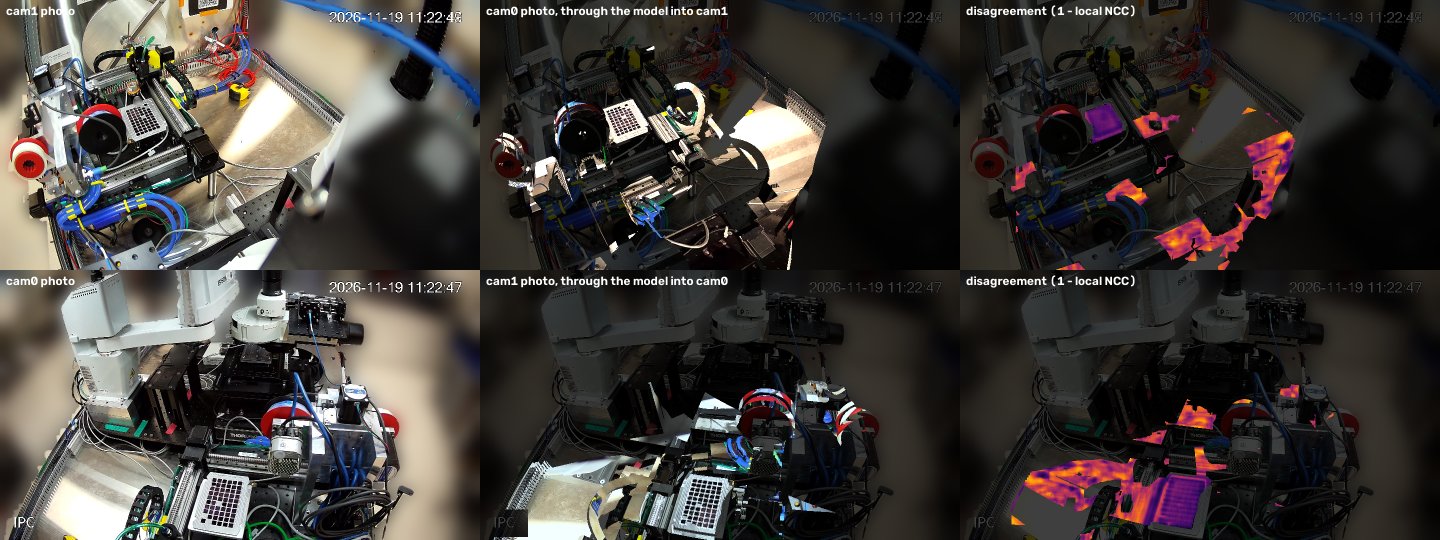 cam1 photo
2026-11-19 11:22:48
cam0 photo, through the model into cam1
2026-11-19 11:22:48
disagreement (1 - local NCC)
2026-11-19 11:22:48
cam0 photo
2026-11-19 11:22:47
IPC
cam1 photo, through the model into cam0
2026-11-19 11:22:47
IPC
disagreement (1 - local NCC)
2026-11-19 11:22:47
IPC